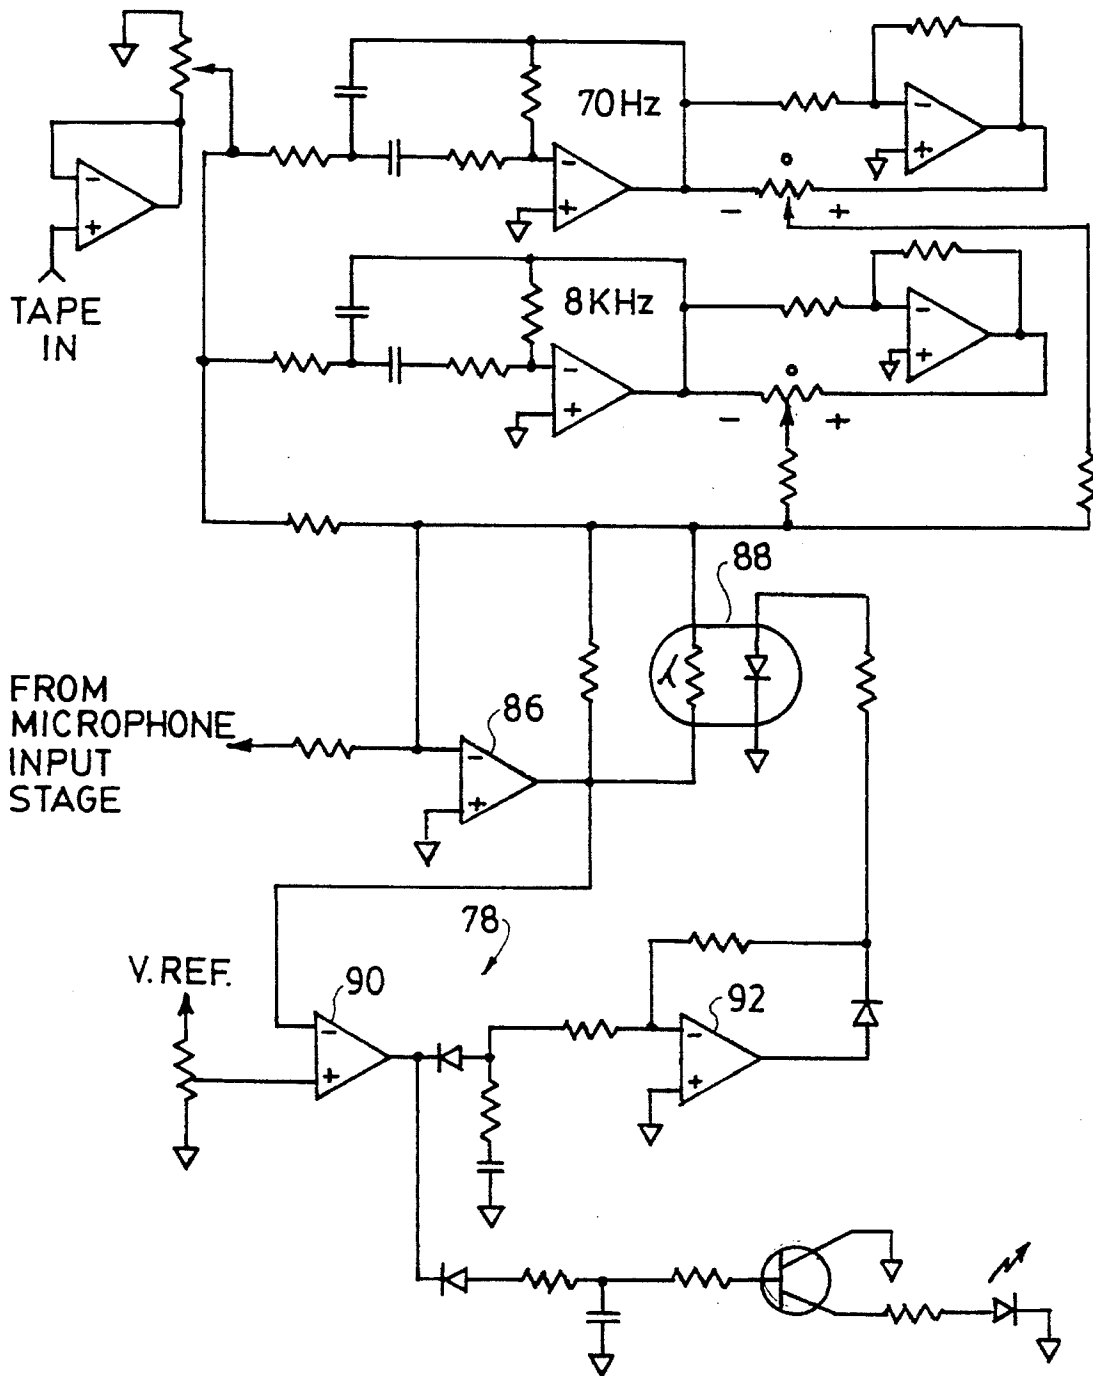 70Hz
-
+
-
+
-
+
o
-
+
TAPE
IN
8KHz
-
+
-
+
o
-
+
88
FROM
MICROPHONE
INPUT
STAGE
86
-
+
λ
78
V.REF.
90
-
+
92
-
+